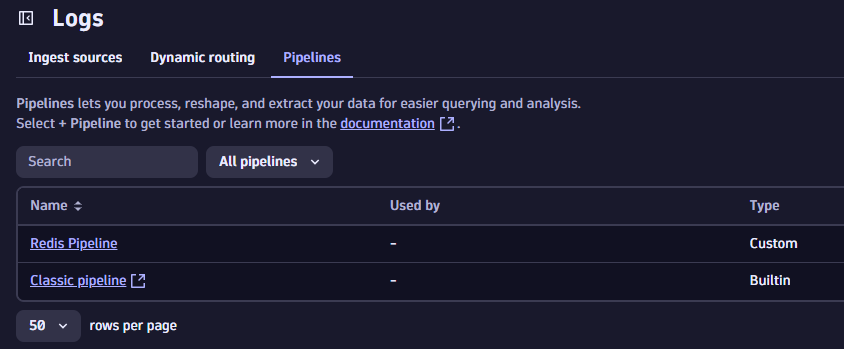 Logs
Ingest sources Dynamic routing Pipelines
Pipelines lets you process, reshape, and extract your data for easier querying and analysis.
Select + Pipeline to get started or learn more in the documentation.
Search All pipelines
Name Used by Type
Redis Pipeline – Custom
Classic pipeline – Builtin
50 rows per page